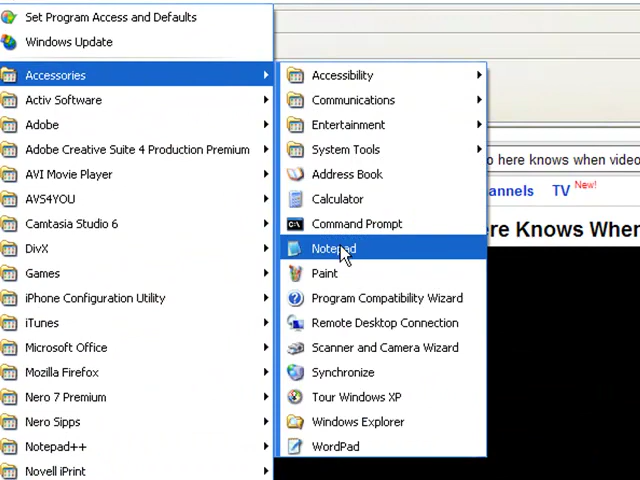 Set Program Access and Defaults
Windows Update
Accessories
Activ Software
Adobe
Adobe Creative Suite 4 Production Premium
AVI Movie Player
AVS4YOU
Camtasia Studio 6
DivX
Games
iPhone Configuration Utility
iTunes
Microsoft Office
Mozilla Firefox
Nero 7 Premium
Nero Sipps
Notepad++
Novell iPrint
Accessibility
Communications
Entertainment
System Tools
Address Book
Calculator
C:\
Command Prompt
Notepad
Paint
Program Compatibility Wizard
Remote Desktop Connection
Scanner and Camera Wizard
Synchronize
Tour Windows XP
Windows Explorer
WordPad
o here knows when video
annels TV New!
ere Knows When